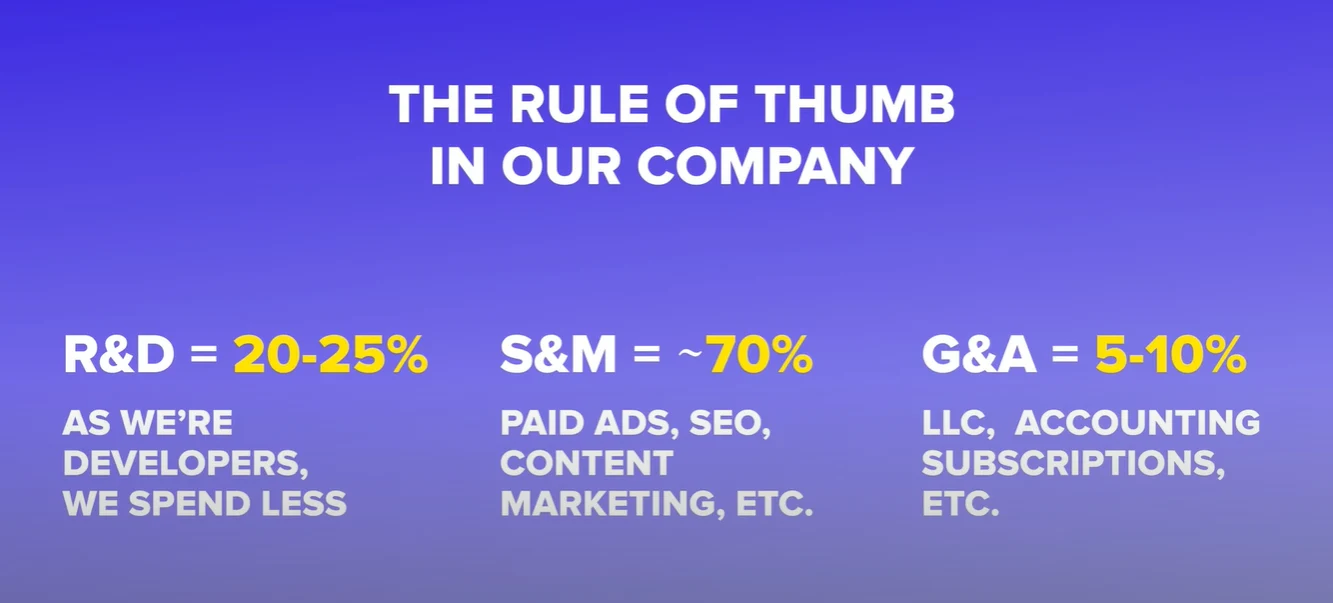 THE RULE OF THUMB
IN OUR COMPANY
R&D = 20-25%
AS WE'RE
DEVELOPERS,
WE SPEND LESS
S&M = ~70%
PAID ADS, SEO,
CONTENT
MARKETING, ETC.
G&A = 5-10%
LLC,  ACCOUNTING
SUBSCRIPTIONS,
ETC.